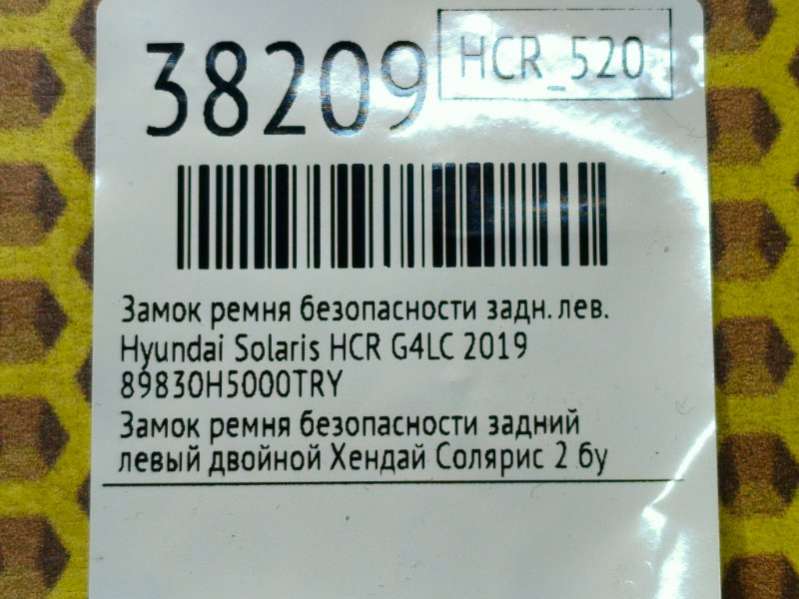 38209
HCR_520
Замок ремня безопасности задн. лев.
Hyundai Solaris HCR G4LC 2019
89830H5000TRY
Замок ремня безопасности задний
левый двойной Хендай Солярис 2 бу